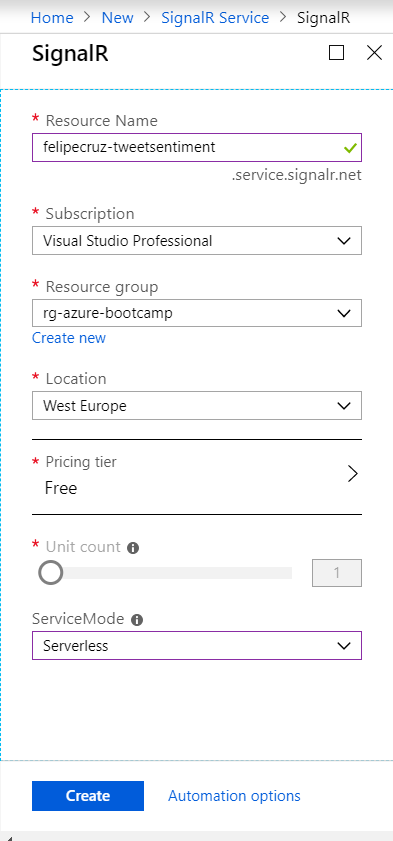 Home > New > SignalR Service > SignalR
SignalR
* Resource Name
felipecruz-tweetsentiment
.service.signalr.net
* Subscription
Visual Studio Professional
* Resource group
rg-azure-bootcamp
Create new
* Location
West Europe
* Pricing tier
Free
* Unit count
1
ServiceMode
Serverless
Create Automation options